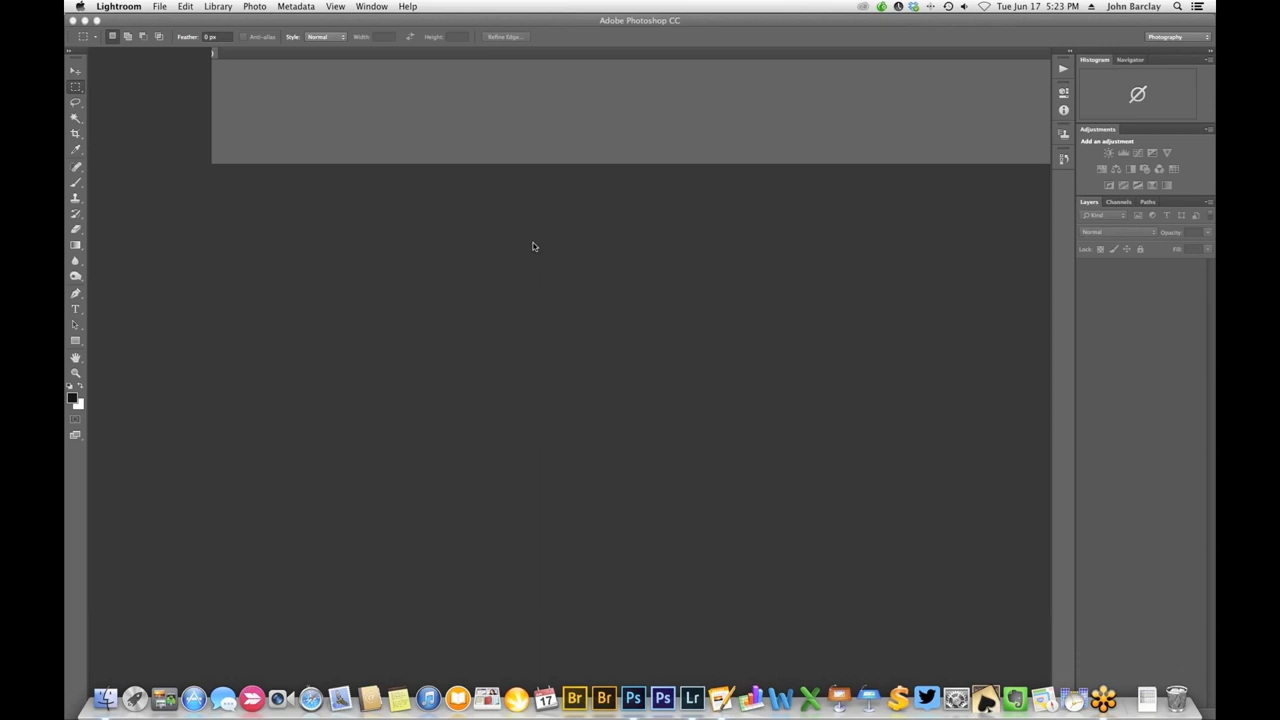 Lightroom File Edit Library Photo Metadata View Window Help Tue Jun 17 5:23 PM John Barclay
Adobe Photoshop CC
Feather: 0 px Anti-alias Style: Normal Width: Height: Refine Edge... Photography
Histogram Navigator
Adjustments
Add an adjustment
Layers Channels Paths
Kind
Normal Opacity:
Lock: Fill:
T
17 Br Br Ps Ps Lr